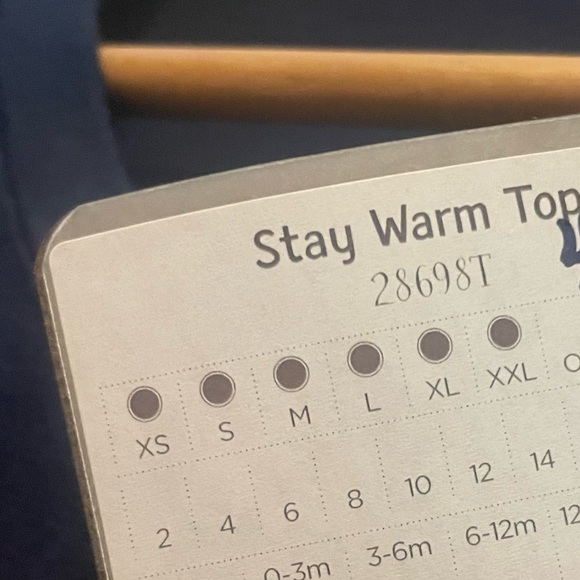 Stay Warm Top
28698T
XS S M L XL XXL O
2 4 6 8 10 12 14
0-3m 3-6m 6-12m 12